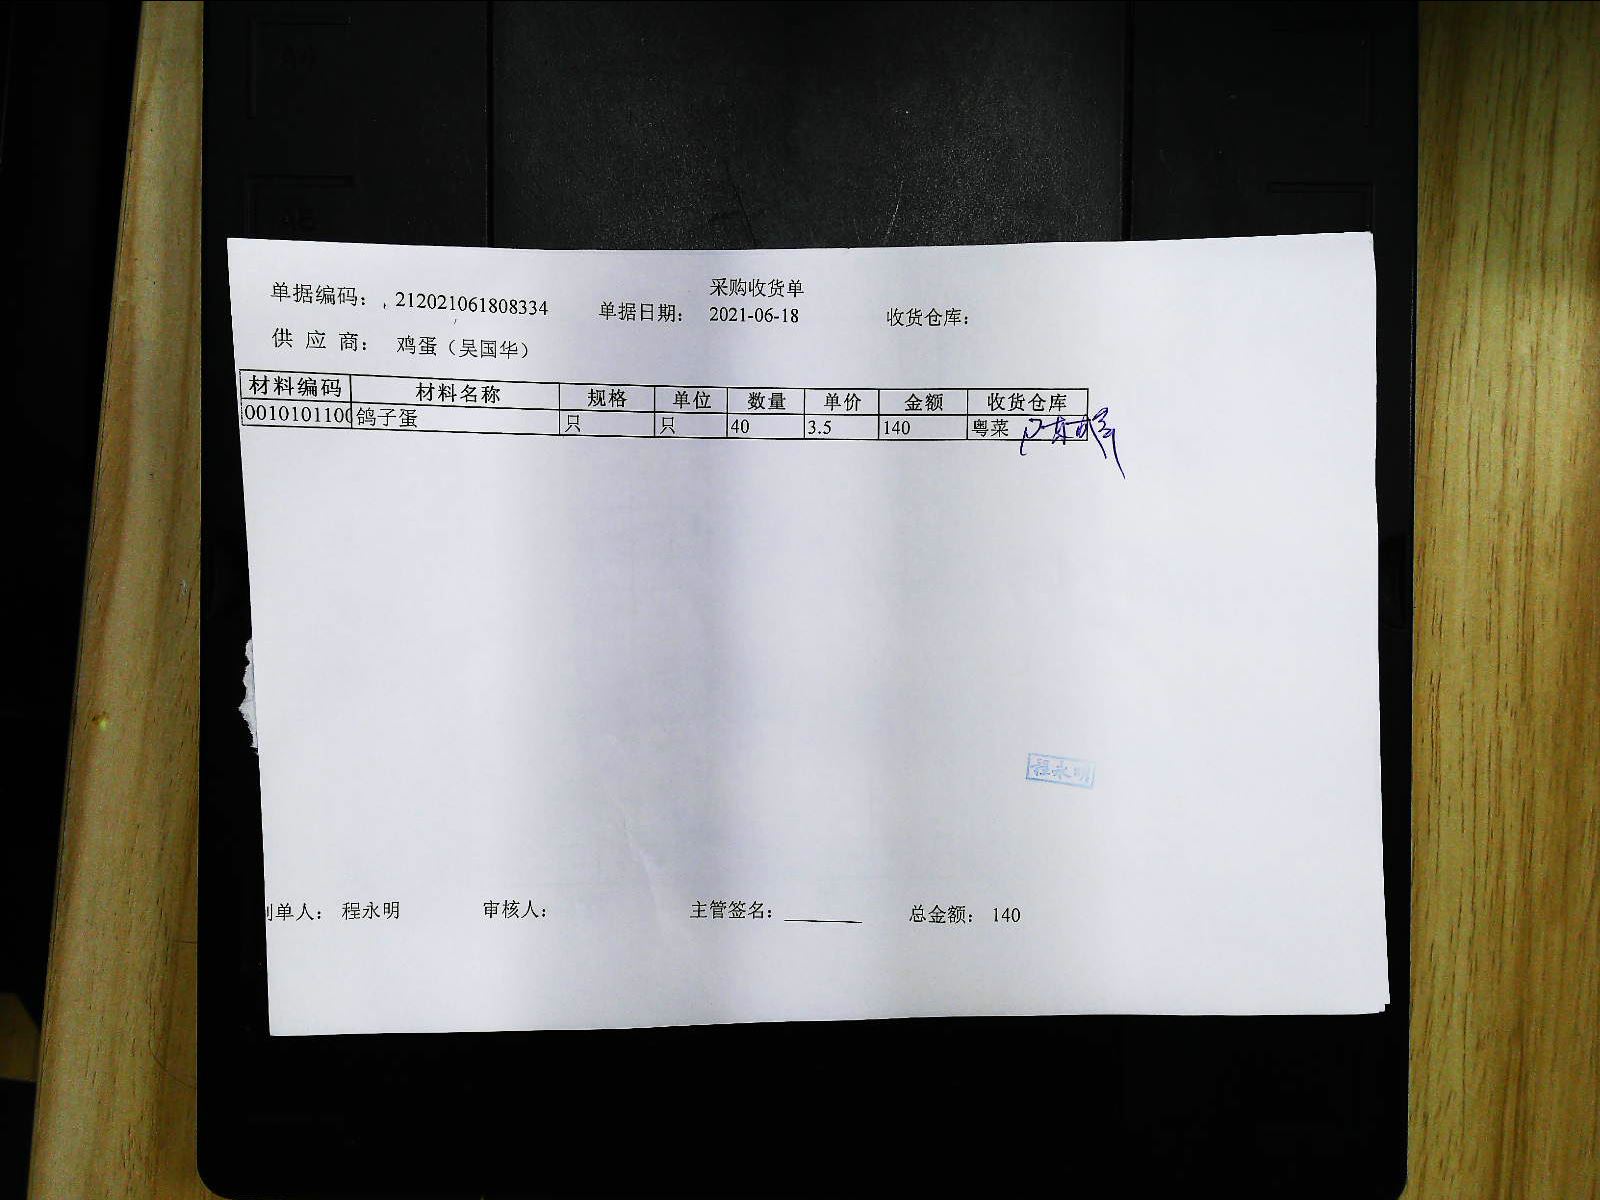 采购收货单
单据编码: 212021061808334 单据日期: 2021-06-18 收货仓库:
供 应 商: 鸡蛋（吴国华）
材料编码 材料名称 规格 单位 数量 单价 金额 收货仓库
0010101100 鸽子蛋 只 只 40 3.5 140 粤菜
程永明
制单人: 程永明 审核人: 主管签名: ______ 总金额: 140